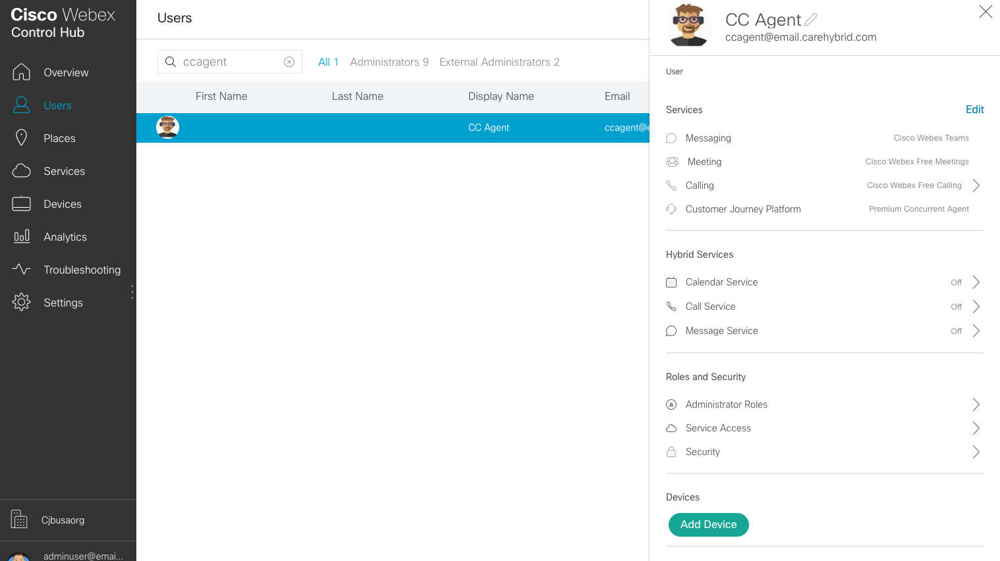 Cisco Webex
Control Hub
Overview
Users
Places
Services
Devices
Analytics
Troubleshooting
Settings
Cjbusaorg
adminuser@emai...
Users
ccagent
All 1 Administrators 9 External Administrators 2
First Name Last Name Display Name Email
CC Agent ccagent@e
CC Agent
ccagent@email.carehybrid.com
User
Services Edit
Messaging Cisco Webex Teams
Meeting Cisco Webex Free Meetings
Calling Cisco Webex Free Calling
Customer Journey Platform Premium Concurrent Agent
Hybrid Services
Calendar Service Off
Call Service Off
Message Service Off
Roles and Security
Administrator Roles
Service Access
Security
Devices
Add Device